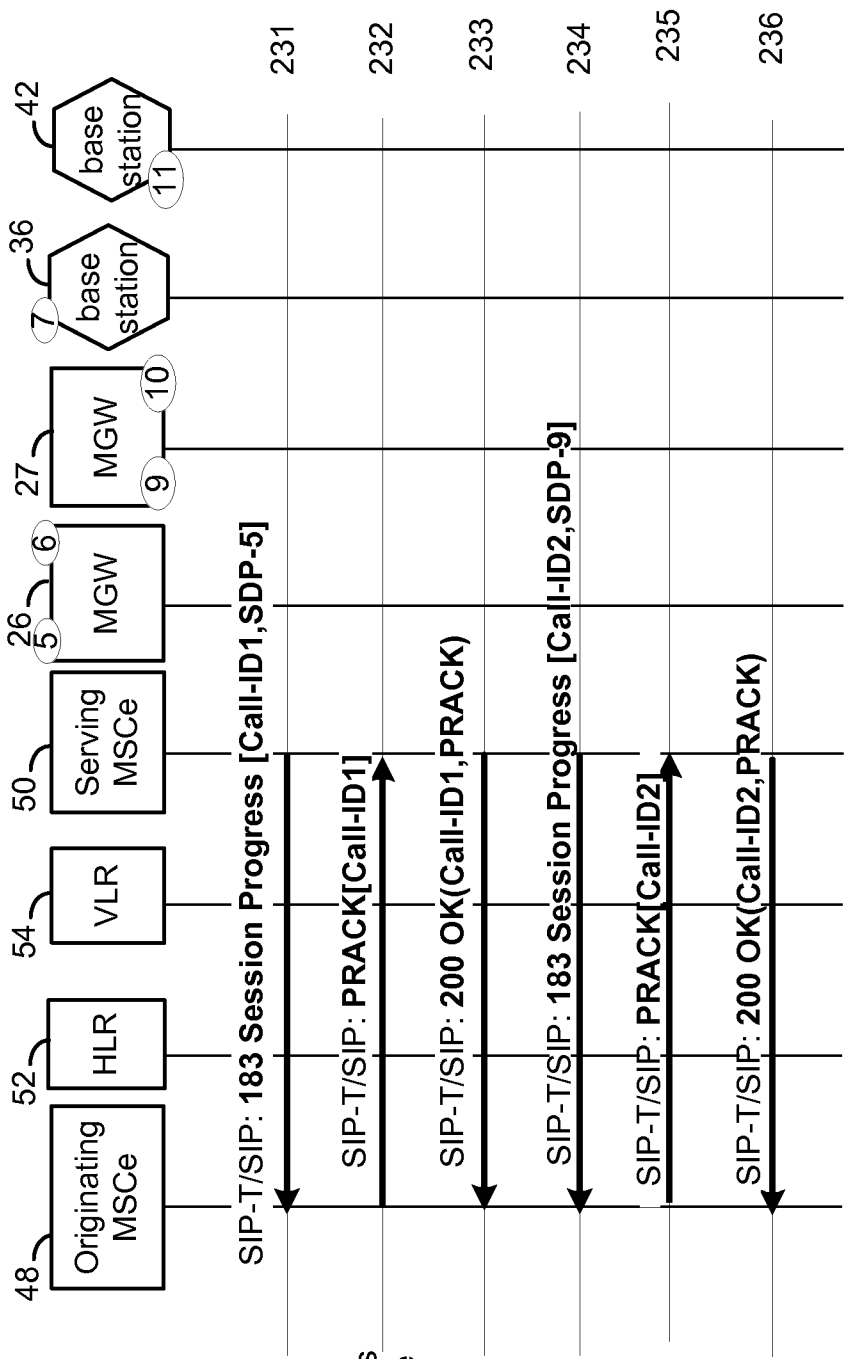 48
52
54
50
26
27
36
42
Originating
MSCe
HLR
VLR
Serving
MSCe
5
6
MGW
MGW
9
10
7
base
station
base
station
11
SIP-T/SIP: 183 Session Progress [Call-ID1,SDP-5]
231
SIP-T/SIP: PRACK[Call-ID1]
232
SIP-T/SIP: 200 OK(Call-ID1,PRACK)
233
SIP-T/SIP: 183 Session Progress [Call-ID2,SDP-9]
234
SIP-T/SIP: PRACK[Call-ID2]
235
SIP-T/SIP: 200 OK(Call-ID2,PRACK)
236